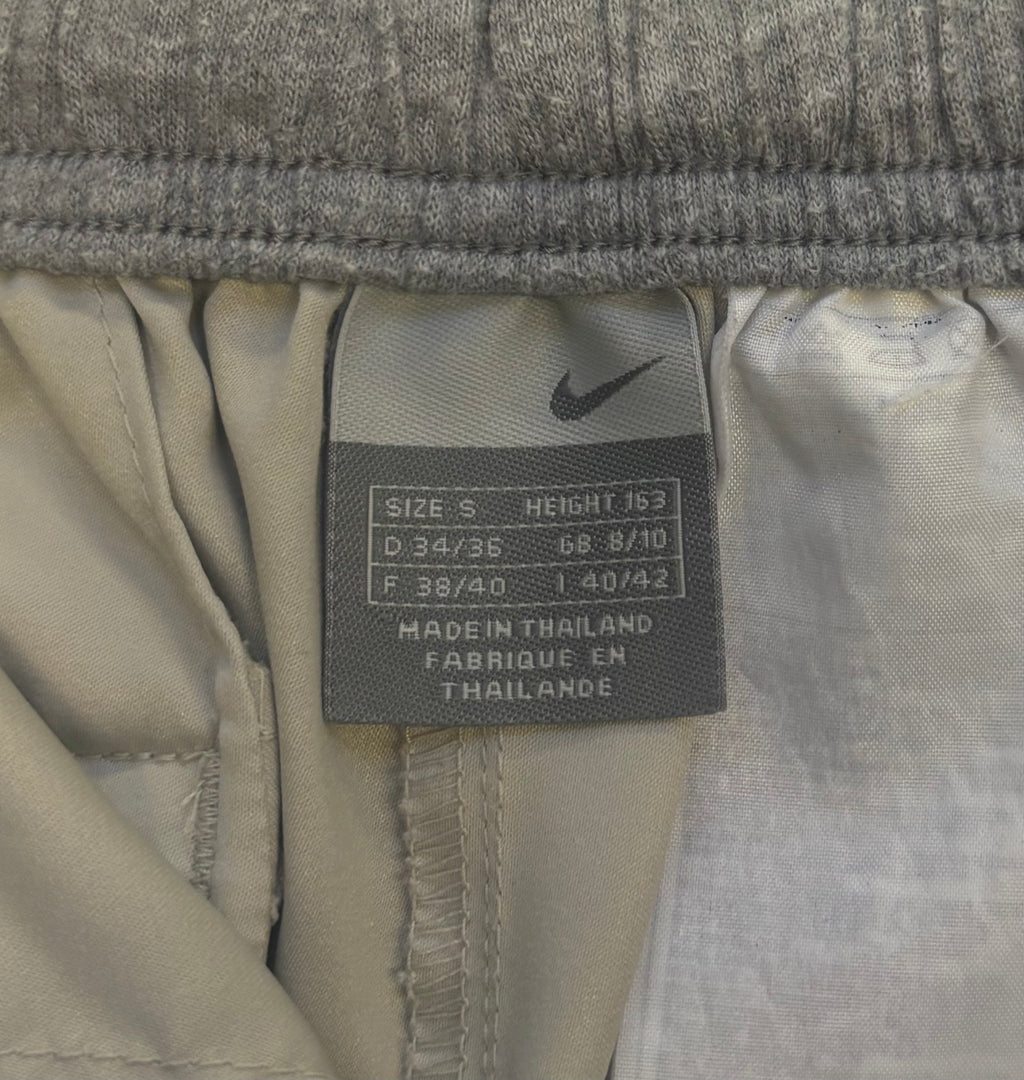 SIZE S HEIGHT 163
D 34/36 GB 8/10
F 38/40 I 40/42
MADE IN THAILAND
FABRIQUE EN
THAILANDE